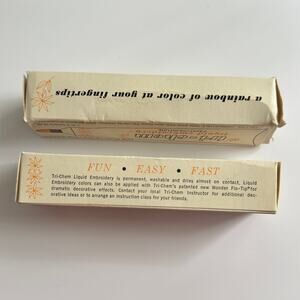 a rainbow of color at your fingertips
FUN • EASY • FAST
Tri-Chem Liquid Embroidery is permanent, washable and dries almost on contact. Liquid
Embroidery colors can also be applied with Tri-Chem's patented new Wonder Flo-Tip® for
dramatic decorative effects. Contact your local Tri-Chem Instructor for additional dec-
orative ideas or to arrange an instruction class for your friends.